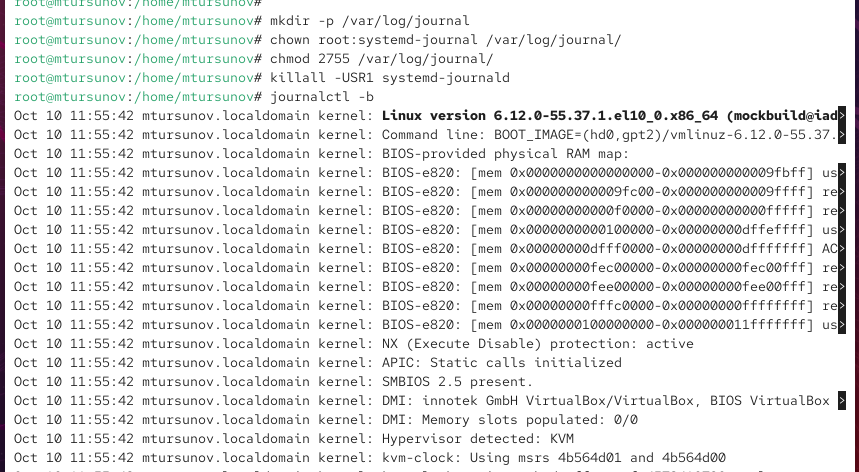 root@mtursunov:/home/mtursunov#
root@mtursunov:/home/mtursunov# mkdir -p /var/log/journal
root@mtursunov:/home/mtursunov# chown root:systemd-journal /var/log/journal/
root@mtursunov:/home/mtursunov# chmod 2755 /var/log/journal/
root@mtursunov:/home/mtursunov# killall -USR1 systemd-journald
root@mtursunov:/home/mtursunov# journalctl -b
Oct 10 11:55:42 mtursunov.localdomain kernel: Linux version 6.12.0-55.37.1.el10_0.x86_64 (mockbuild@iad>
Oct 10 11:55:42 mtursunov.localdomain kernel: Command line: BOOT_IMAGE=(hd0,gpt2)/vmlinuz-6.12.0-55.37.>
Oct 10 11:55:42 mtursunov.localdomain kernel: BIOS-provided physical RAM map:
Oct 10 11:55:42 mtursunov.localdomain kernel: BIOS-e820: [mem 0x0000000000000000-0x000000000009fbff] us>
Oct 10 11:55:42 mtursunov.localdomain kernel: BIOS-e820: [mem 0x000000000009fc00-0x000000000009ffff] re>
Oct 10 11:55:42 mtursunov.localdomain kernel: BIOS-e820: [mem 0x00000000000f0000-0x00000000000fffff] re>
Oct 10 11:55:42 mtursunov.localdomain kernel: BIOS-e820: [mem 0x0000000000100000-0x00000000dffeffff] us>
Oct 10 11:55:42 mtursunov.localdomain kernel: BIOS-e820: [mem 0x00000000dfff0000-0x00000000dfffffff] AC>
Oct 10 11:55:42 mtursunov.localdomain kernel: BIOS-e820: [mem 0x00000000fec00000-0x00000000fec00fff] re>
Oct 10 11:55:42 mtursunov.localdomain kernel: BIOS-e820: [mem 0x00000000fee00000-0x00000000fee00fff] re>
Oct 10 11:55:42 mtursunov.localdomain kernel: BIOS-e820: [mem 0x00000000fffc0000-0x00000000ffffffff] re>
Oct 10 11:55:42 mtursunov.localdomain kernel: BIOS-e820: [mem 0x0000000100000000-0x000000011fffffff] us>
Oct 10 11:55:42 mtursunov.localdomain kernel: NX (Execute Disable) protection: active
Oct 10 11:55:42 mtursunov.localdomain kernel: APIC: Static calls initialized
Oct 10 11:55:42 mtursunov.localdomain kernel: SMBIOS 2.5 present.
Oct 10 11:55:42 mtursunov.localdomain kernel: DMI: innotek GmbH VirtualBox/VirtualBox, BIOS VirtualBox >
Oct 10 11:55:42 mtursunov.localdomain kernel: DMI: Memory slots populated: 0/0
Oct 10 11:55:42 mtursunov.localdomain kernel: Hypervisor detected: KVM
Oct 10 11:55:42 mtursunov.localdomain kernel: kvm-clock: Using msrs 4b564d01 and 4b564d00